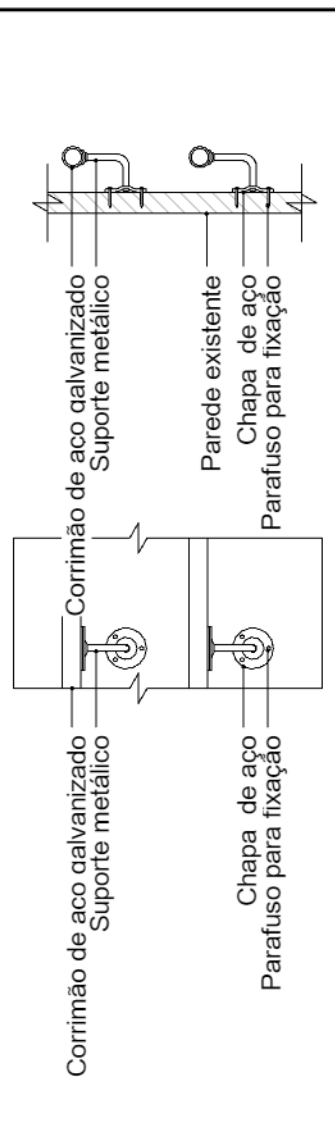 Corrimão de aço galvanizado
Suporte metálico
Chapa de aço
Parafuso para fixação
Corrimão de aço galvanizado
Suporte metálico
Parede existente
Chapa de aço
Parafuso para fixação